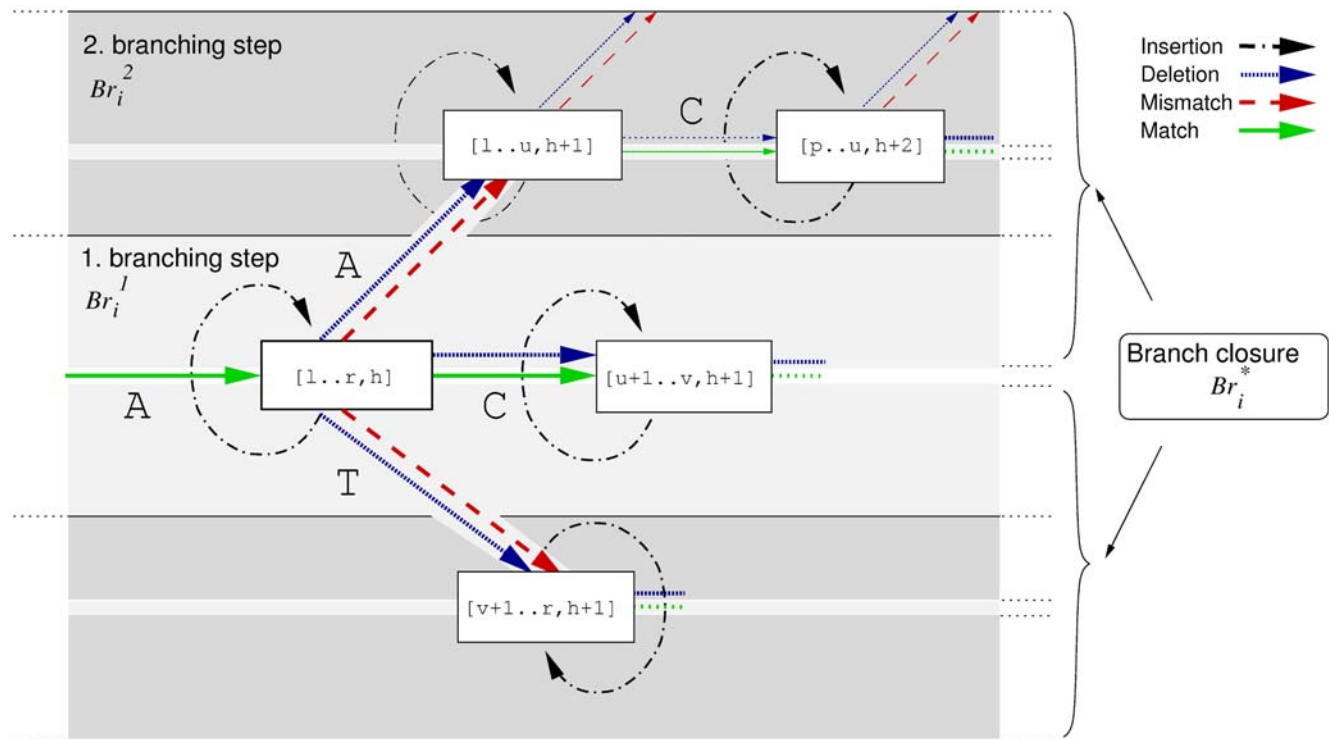 2. branching step
Br_i^2
Insertion
Deletion
Mismatch
Match
C
[l..u,h+1]
[p..u,h+2]
1. branching step
Br_i^1
A
[l..r,h]
[u+1..v,h+1]
A
C
Branch closure
Br_i^*
T
[v+1..r,h+1]